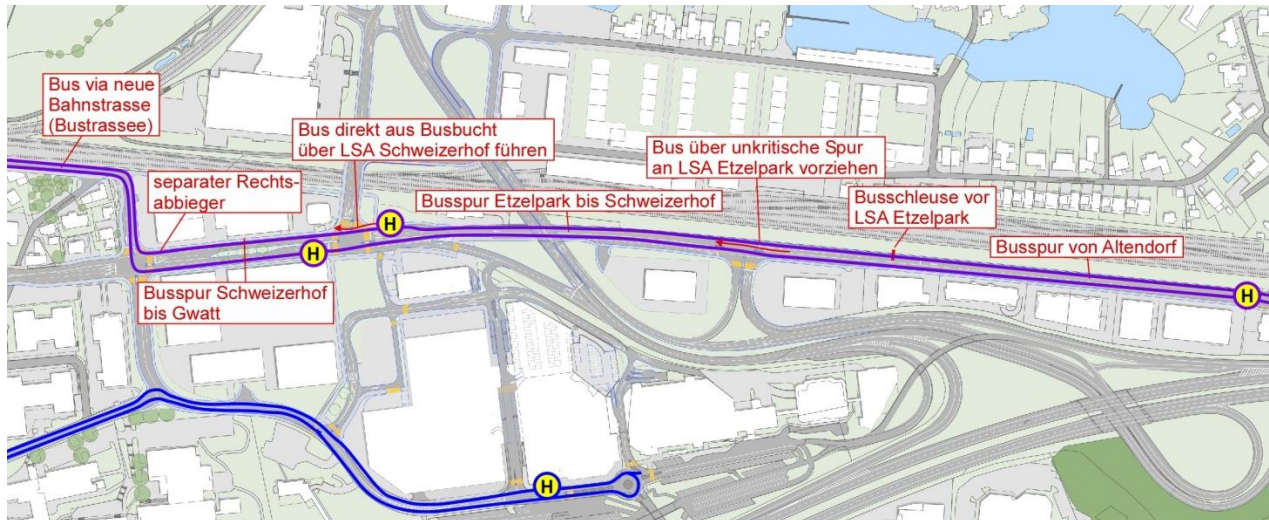 Bus via neue
Bahnstrasse
(Bustrassee)
separater Rechts-
abbieger
Busspur Schweizerhof
bis Gwatt
Bus direkt aus Busbucht
über LSA Schweizerhof führen
Busspur Etzelpark bis Schweizerhof
Bus über unkritische Spur
an LSA Etzelpark vorziehen
Busschleuse vor
LSA Etzelpark
Busspur von Altendorf
H
H
H
H